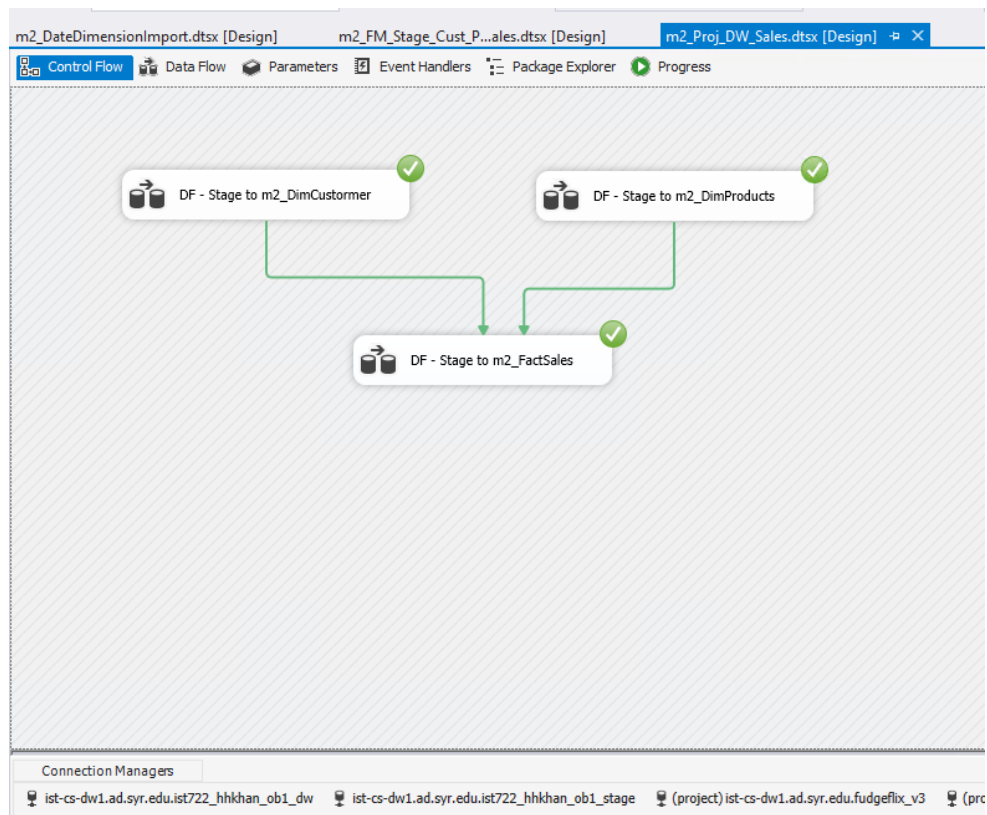 m2_DateDimensionImport.dtsx [Design] m2_FM_Stage_Cust_P...ales.dtsx [Design] m2_Proj_DW_Sales.dtsx [Design]
Control Flow Data Flow Parameters Event Handlers Package Explorer Progress
DF - Stage to m2_DimCustormer DF - Stage to m2_DimProducts
DF - Stage to m2_FactSales
Connection Managers
ist-cs-dw1.ad.syr.edu.ist722_hhkhan_ob1_dw ist-cs-dw1.ad.syr.edu.ist722_hhkhan_ob1_stage (project) ist-cs-dw1.ad.syr.edu.fudgeflix_v3 (pro